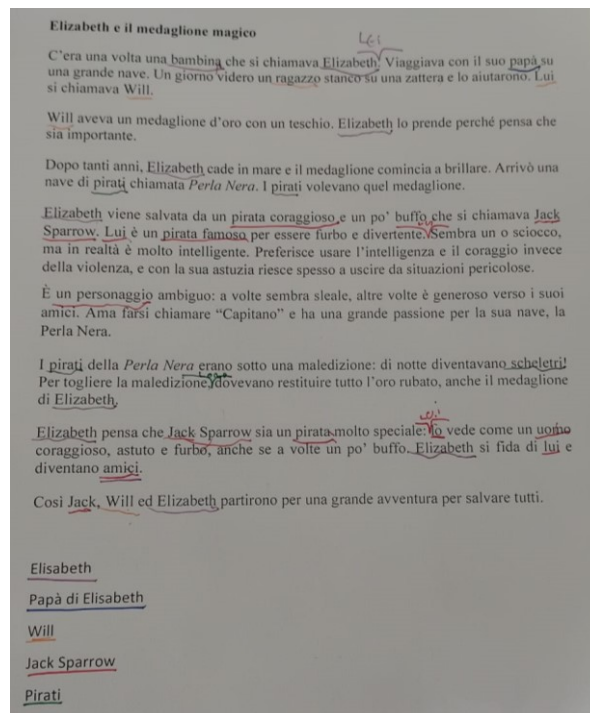 Elizabeth e il medaglione magico
LEI
C'era una volta una bambina che si chiamava Elizabeth. Viaggiava con il suo papà su
una grande nave. Un giorno videro un ragazzo stanco su una zattera e lo aiutarono. Lui
si chiamava Will.
Will aveva un medaglione d'oro con un teschio. Elizabeth lo prende perché pensa che
sia importante.
Dopo tanti anni, Elizabeth cade in mare e il medaglione comincia a brillare. Arrivò una
nave di pirati chiamata Perla Nera. I pirati volevano quel medaglione.
Elizabeth viene salvata da un pirata coraggioso e un po' buffo che si chiamava Jack
Sparrow. Lui è un pirata famoso per essere furbo e divertente. Sembra un o sciocco,
ma in realtà è molto intelligente. Preferisce usare l'intelligenza e il coraggio invece
della violenza, e con la sua astuzia riesce spesso a uscire da situazioni pericolose.
È un personaggio ambiguo: a volte sembra sleale, altre volte è generoso verso i suoi
amici. Ama farsi chiamare "Capitano" e ha una grande passione per la sua nave, la
Perla Nera.
I pirati della Perla Nera erano sotto una maledizione: di notte diventavano scheletri!
Per togliere la maledizione, dovevano restituire tutto l'oro rubato, anche il medaglione
di Elizabeth.
Elizabeth pensa che Jack Sparrow sia un pirata molto speciale: lo vede come un uomo
coraggioso, astuto e furbo, anche se a volte un po' buffo. Elizabeth si fida di lui e
diventano amici.
Così Jack, Will ed Elizabeth partirono per una grande avventura per salvare tutti.
Elisabeth
Papà di Elisabeth
Will
Jack Sparrow
Pirati